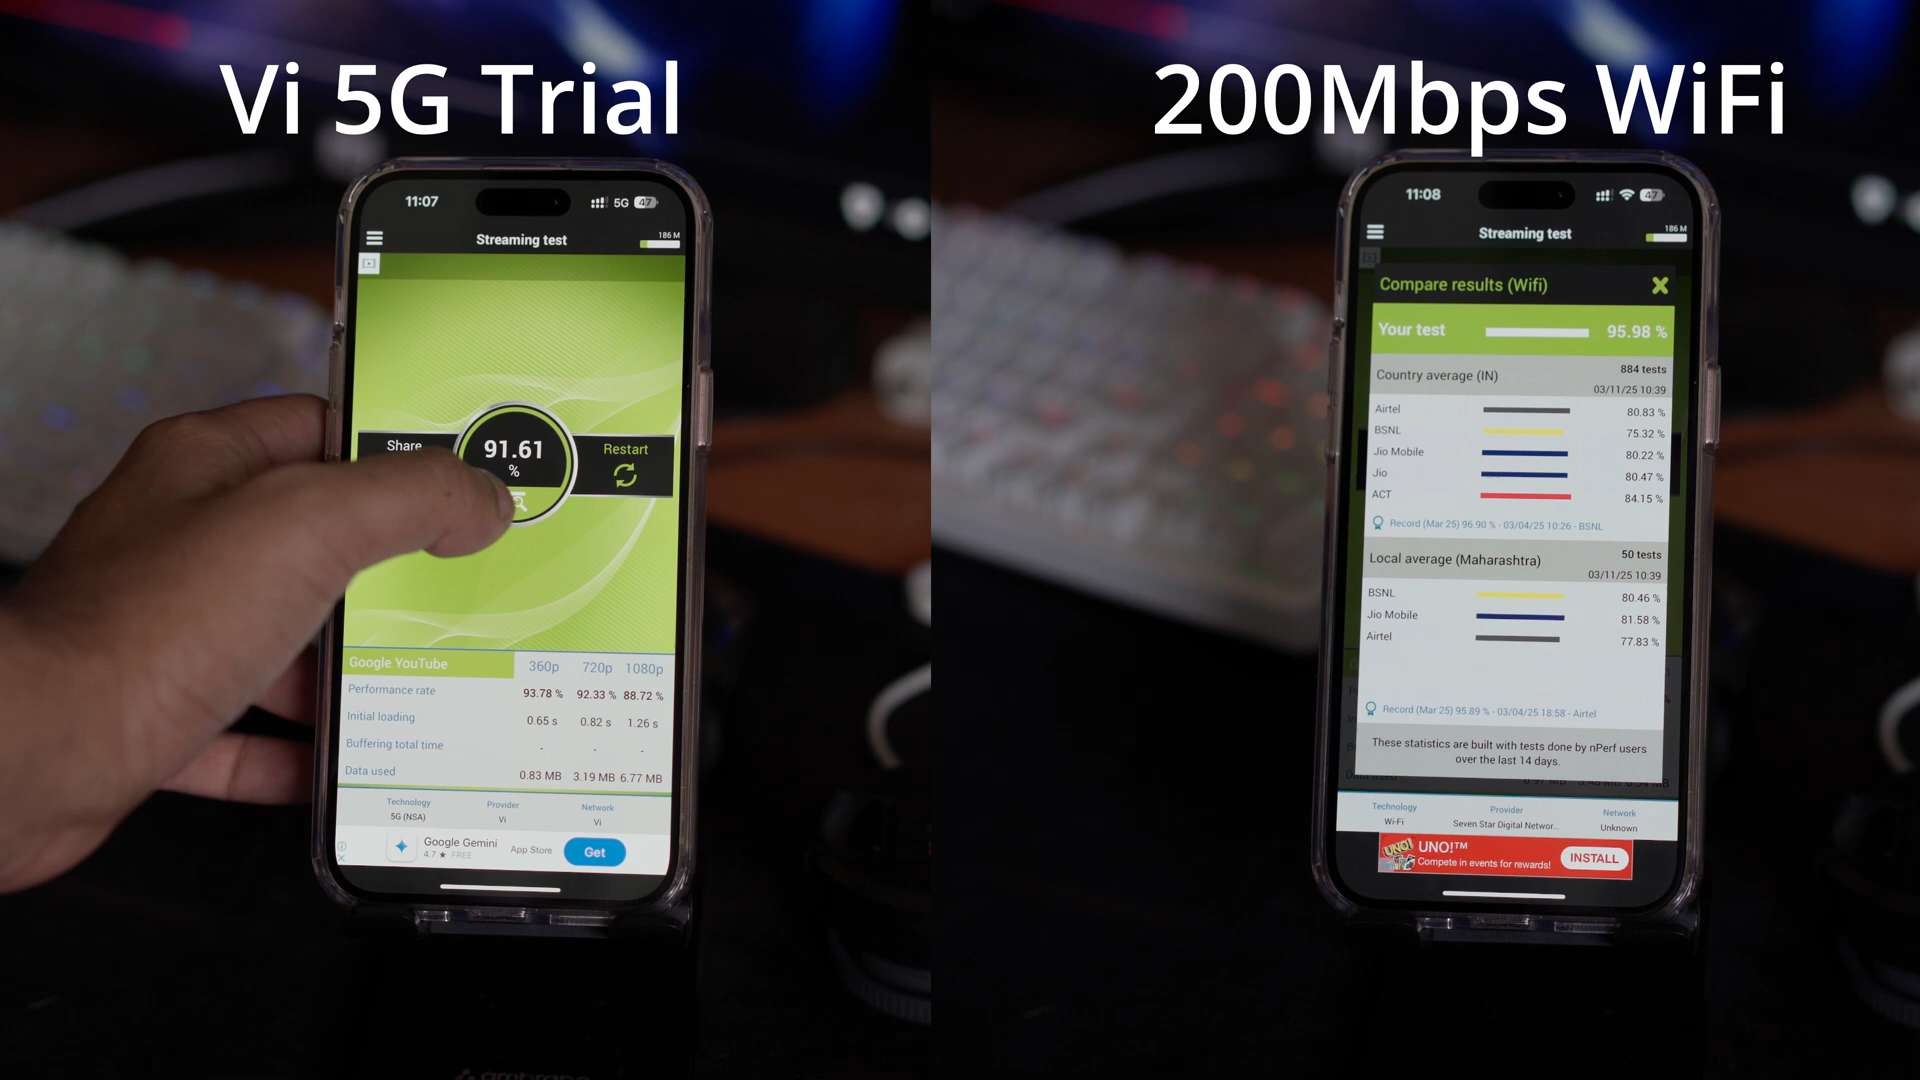 Vi 5G Trial
11:07 5G 47
Streaming test 186 M
Share
91.61
%
Restart
Google YouTube 360p 720p 1080p
Performance rate 93.78 % 92.33 % 88.72 %
Initial loading 0.65 s 0.82 s 1.26 s
Buffering total time - - -
Data used 0.83 MB 3.19 MB 6.77 MB
Technology Provider Network
5G (NSA) Vi Vi
Google Gemini
4.7 ★ FREE
App Store
Get
200Mbps WiFi
11:08 47
Streaming test 186 M
Compare results (Wifi)
Your test 95.98 %
Country average (IN) 884 tests
03/11/25 10:39
Airtel 80.83 %
BSNL 75.32 %
Jio Mobile 80.22 %
Jio 80.47 %
ACT 84.15 %
Record (Mar 25) 96.90 % - 03/04/25 10:26 - BSNL
Local average (Maharashtra) 50 tests
03/11/25 10:39
BSNL 80.46 %
Jio Mobile 81.58 %
Airtel 77.83 %
Record (Mar 25) 95.89 % - 03/04/25 18:58 - Airtel
These statistics are built with tests done by nPerf users
over the last 14 days.
Technology Provider Network
Wi-Fi Seven Star Digital Networ... Unknown
UNO!
UNO!™
Compete in events for rewards!
INSTALL